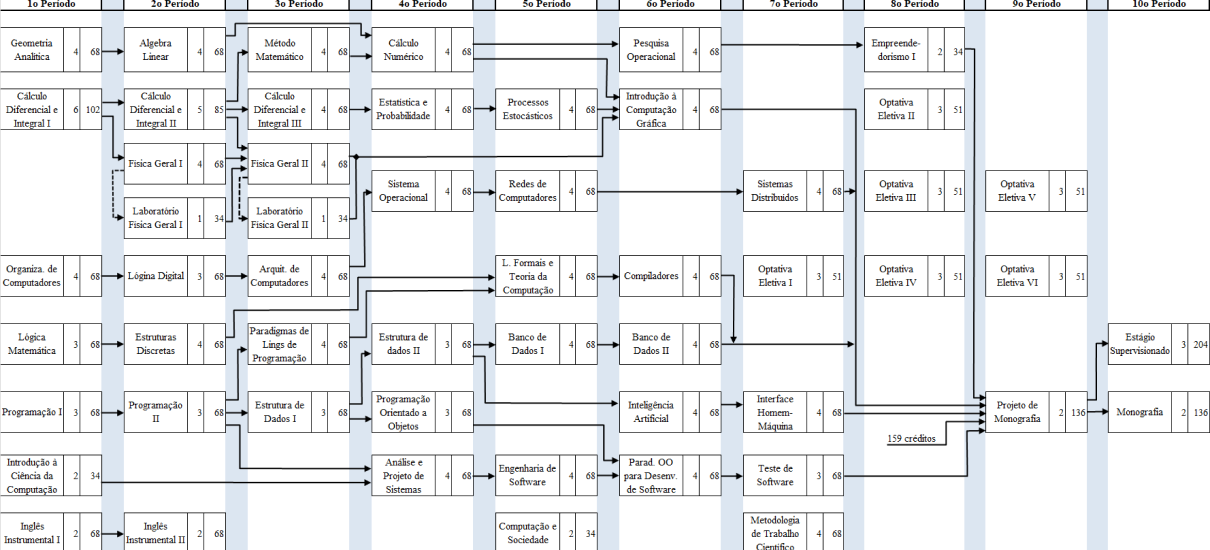 1o Período 2o Período 3o Período 4o Período 5o Período 6o Período 7o Período 8o Período 9o Período 10o Período
Geometria
Analítica 4 68
Algebra
Linear 4 68
Método
Matemático 4 68
Cálculo
Numérico 4 68
Pesquisa
Operacional 4 68
Empreende-
dorismo I 2 34
Cálculo
Diferencial e
Integral I 6 102
Cálculo
Diferencial e
Integral II 5 85
Cálculo
Diferencial e
Integral III 4 68
Estatística e
Probabilidade 4 68
Processos
Estocásticos 4 68
Introdução à
Computação
Gráfica 4 68
Optativa
Eletiva II 3 51
Fisica Geral I 4 68
Fisica Geral II 4 68
Laboratório
Fisica Geral I 1 34
Laboratório
Fisica Geral II 1 34
Sistema
Operacional 4 68
Redes de
Computadores 4 68
Sistemas
Distribuidos 4 68
Optativa
Eletiva III 3 51
Optativa
Eletiva V 3 51
Organiza. de
Computadores 4 68
Lógina Digital 3 68
Arquit. de
Computadores 4 68
L. Formais e
Teoria da
Computação 4 68
Compiladores 4 68
Optativa
Eletiva I 3 51
Optativa
Eletiva IV 3 51
Optativa
Eletiva VI 3 51
Lógica
Matemática 3 68
Estruturas
Discretas 4 68
Paradigmas de
Lings de
Programação 4 68
Estrutura de
dados II 3 68
Banco de
Dados I 4 68
Banco de
Dados II 4 68
Estágio
Supervisionado 3 204
Programação I 3 68
Programação
II 3 68
Estrutura de
Dados I 3 68
Programação
Orientado a
Objetos 3 68
Inteligência
Artificial 4 68
Interface
Homem-
Máquina 4 68
Projeto de
Monografia 2 136
Monografia 2 136
159 créditos
Introdução à
Ciência da
Computação 2 34
Análise e
Projeto de
Sistemas 4 68
Engenharia de
Software 4 68
Parad. OO
para Desenv.
de Software 4 68
Teste de
Software 3 68
Inglês
Instrumental I 2 68
Inglês
Instrumental II 2 68
Computação e
Sociedade 2 34
Metodologia
de Trabalho
Científico 4 68